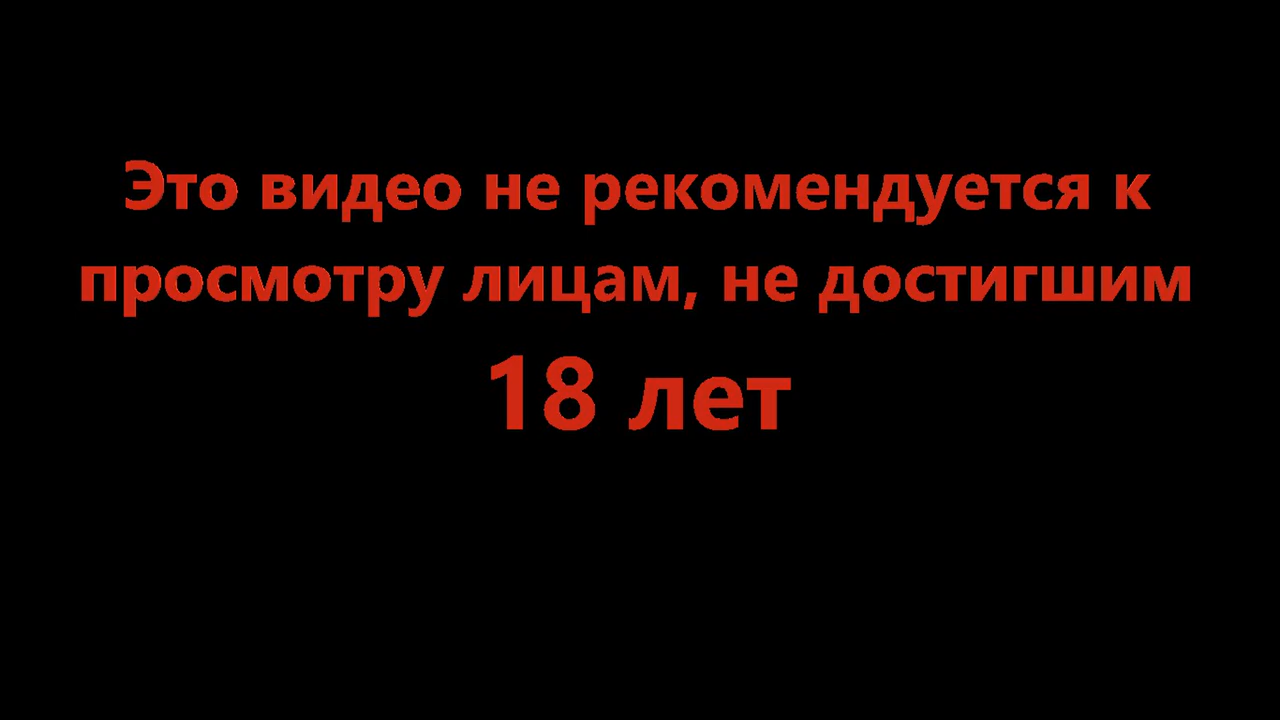 Это видео не рекомендуется к
просмотру лицам, не достигшим
18 лет